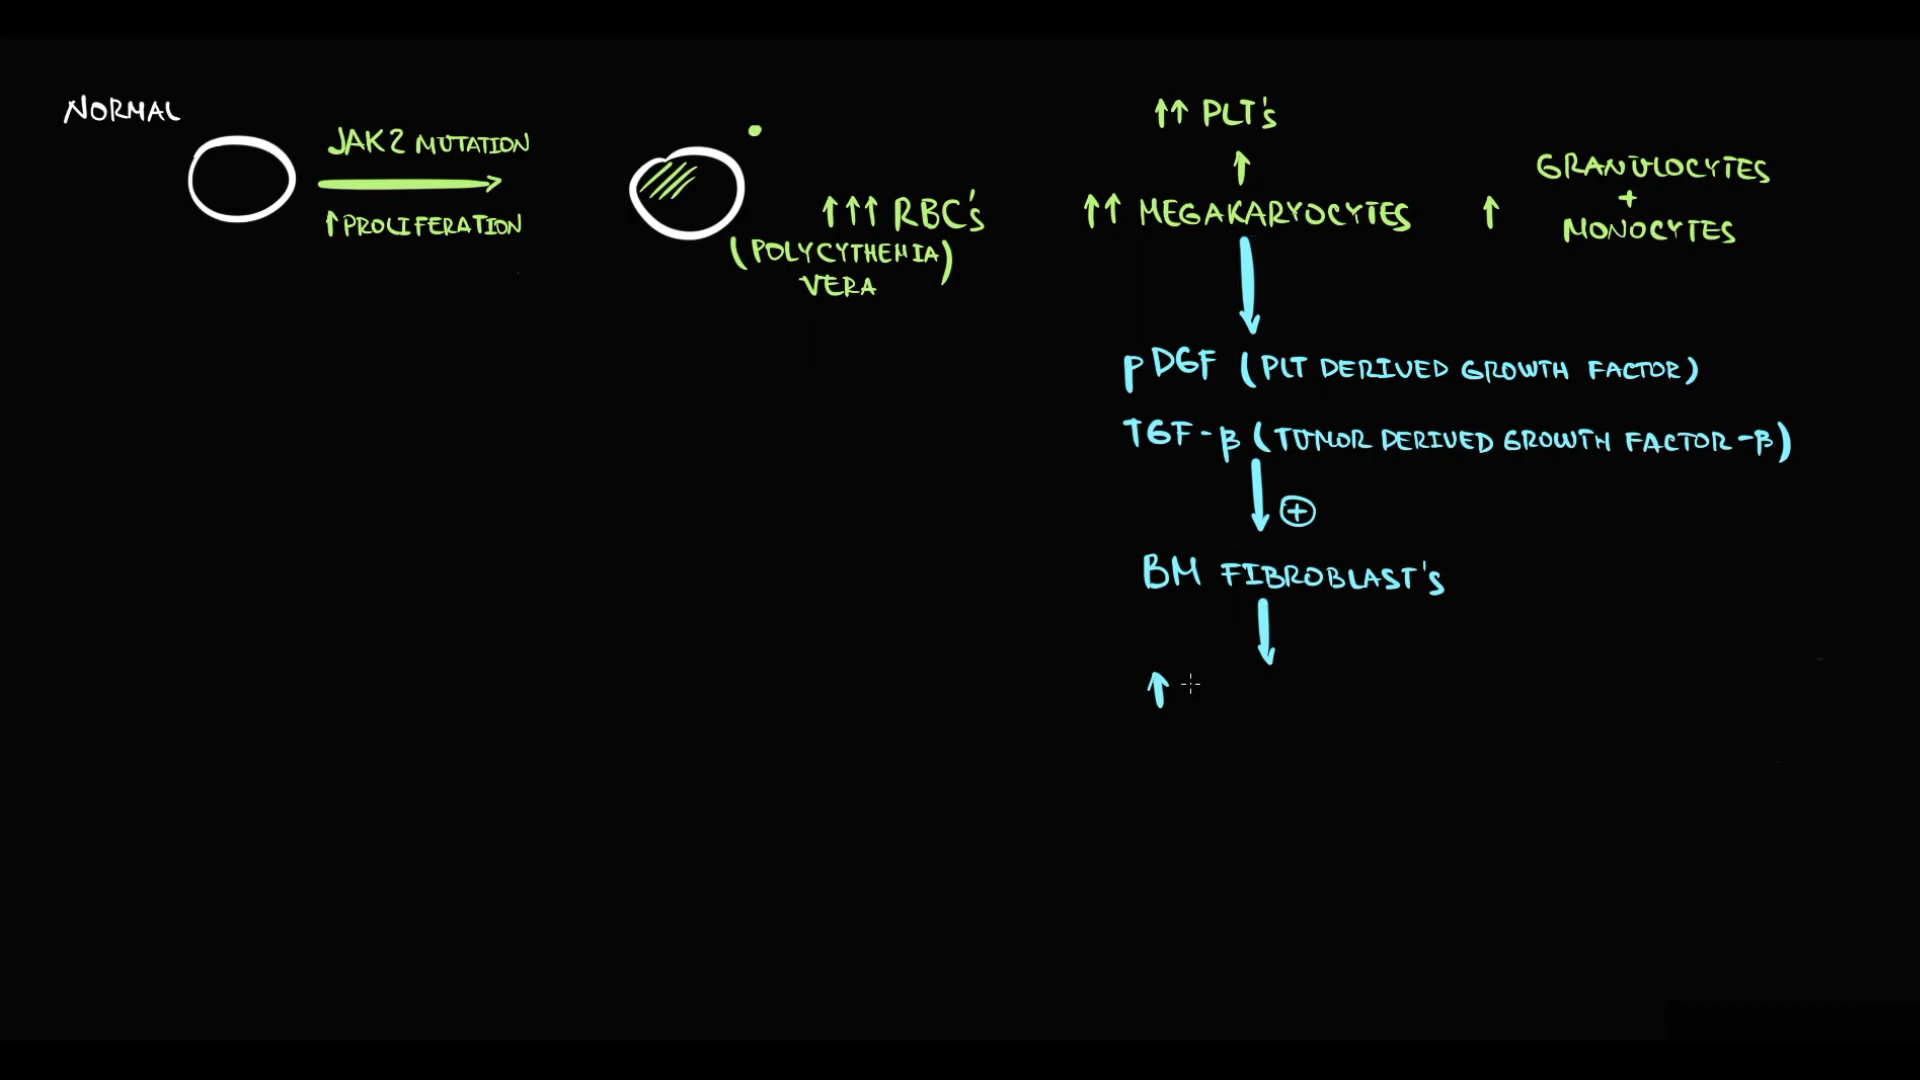 NORMAL
JAK2 MUTATION
↑PROLIFERATION
↑↑↑ RBC's
(POLYCYTHEMIA)
VERA
↑↑ PLT's
↑
↑↑ MEGAKARYOCYTES
↑ GRANULOCYTES
+
MONOCYTES
PDGF (PLT DERIVED GROWTH FACTOR)
TGF-β (TUMOR DERIVED GROWTH FACTOR-β)
+
BM FIBROBLAST'S
↑